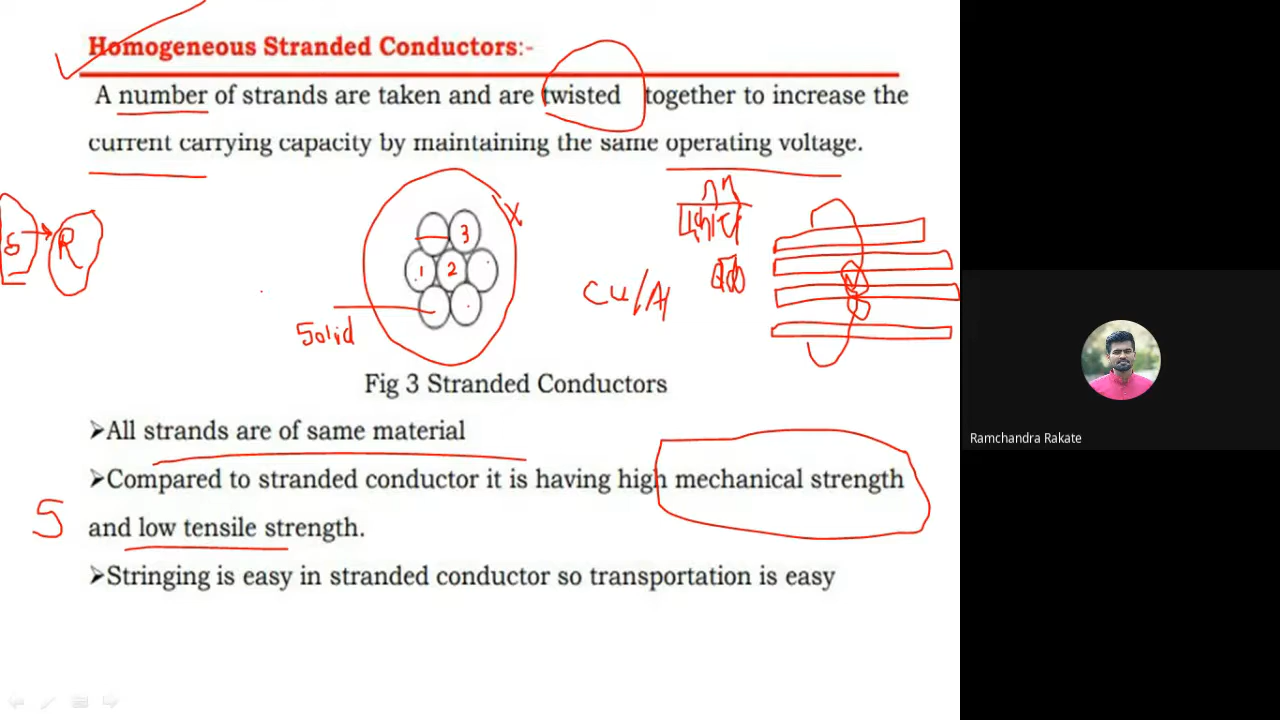 Homogeneous Stranded Conductors:-
A number of strands are taken and are twisted together to increase the
current carrying capacity by maintaining the same operating voltage.
S R
3
1 2
Cu/Al
Solid
Fig 3 Stranded Conductors
➢All strands are of same material
➢Compared to stranded conductor it is having high mechanical strength
S
and low tensile strength.
➢Stringing is easy in stranded conductor so transportation is easy
Ramchandra Rakate